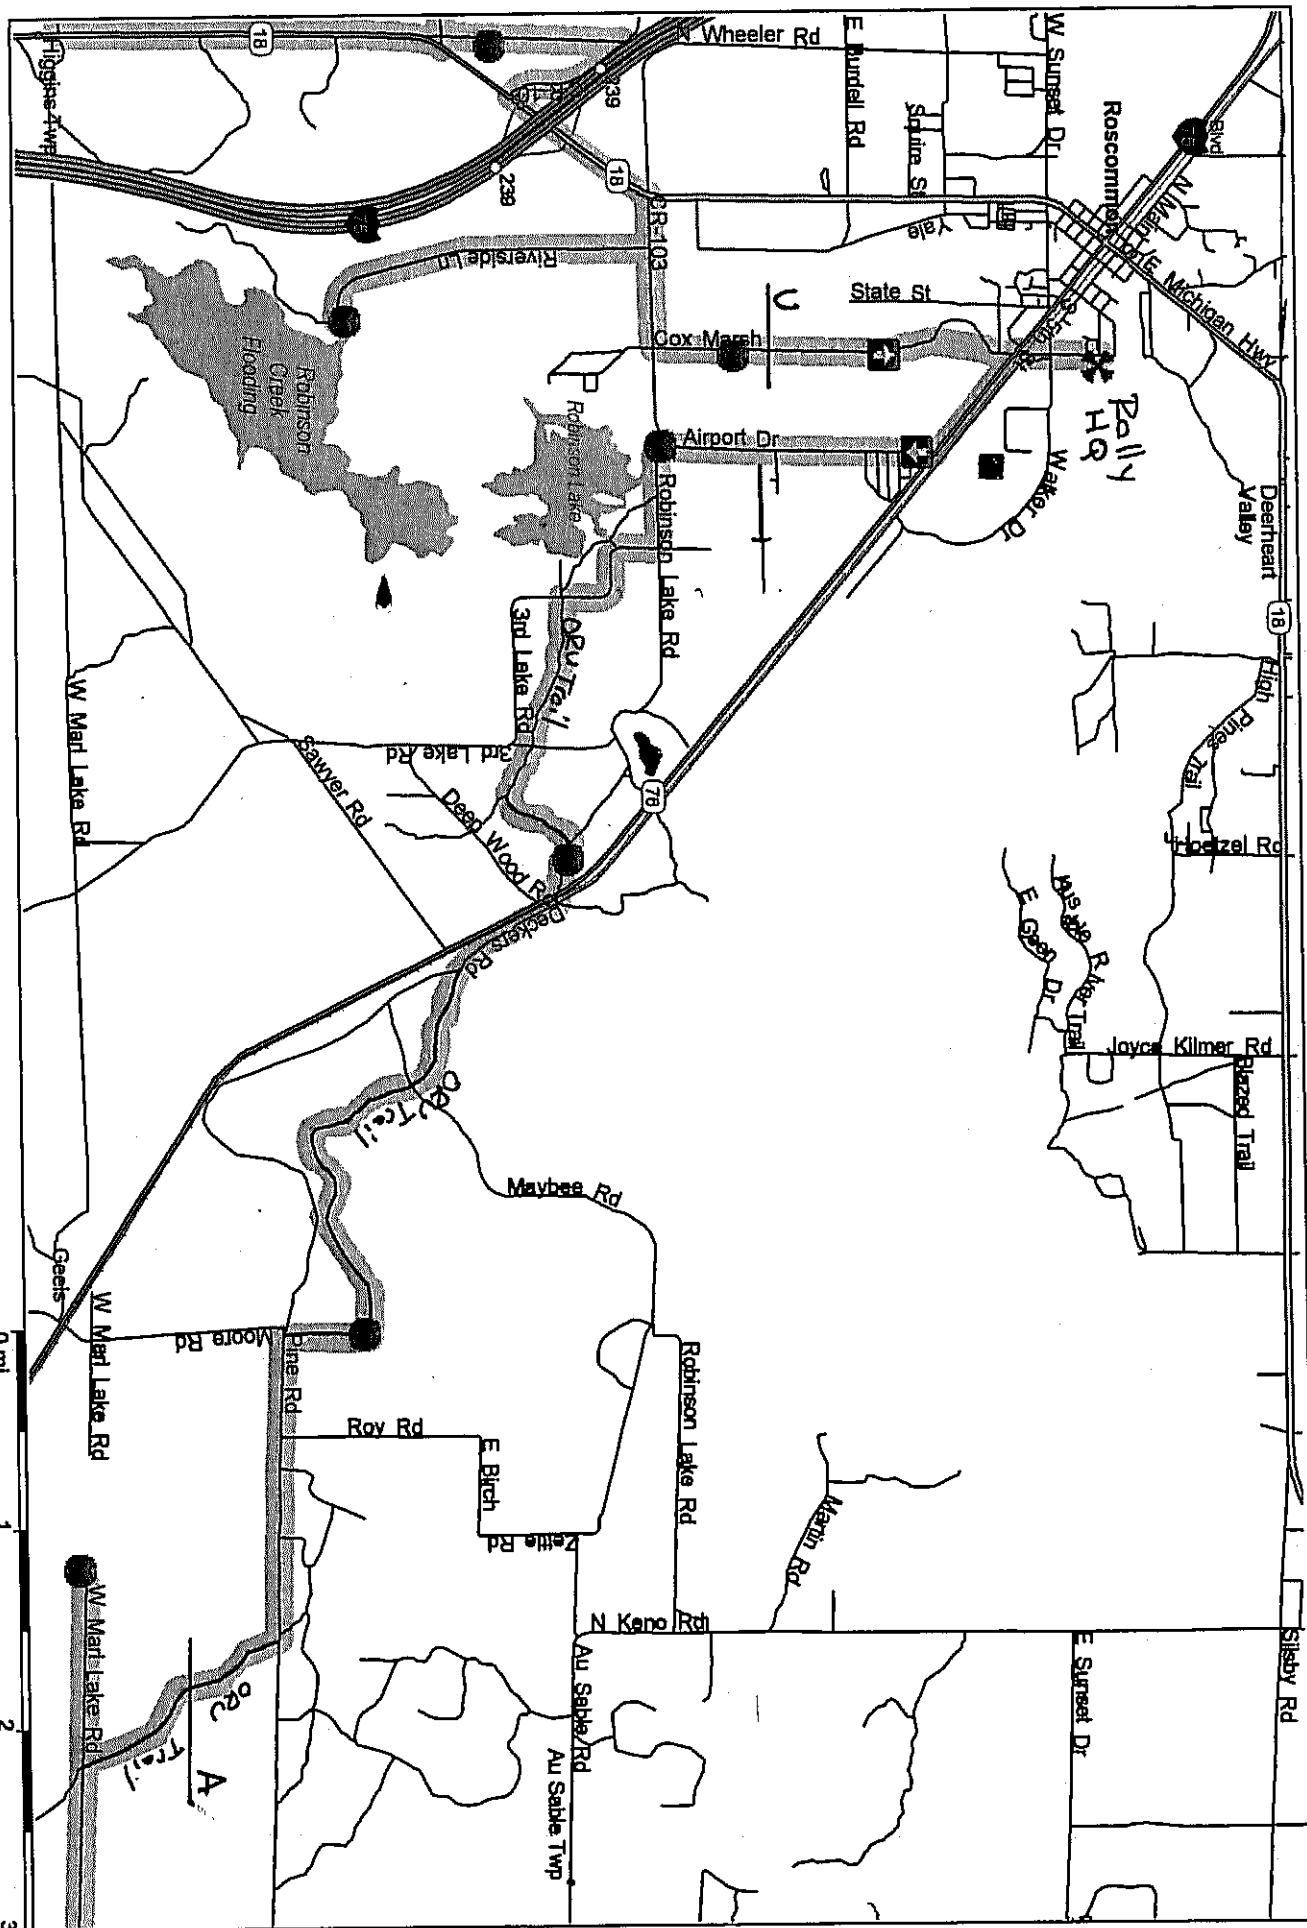 N Wheeler Rd
E Burdell Rd
W Sunset Dr
Squire St
Yale
Roscommon
Blvd
N Main
E Michigan Hwy
18
Higgins Twp
239
239
18
CR-103
Riverside Ln
State St
Cox Marsh
C
Rally
HQ
Airport Dr
Walker Dr
Deerheart
Valley
18
Robinson
Creek
Flooding
Robinson Lake
Robinson Lake Rd
ORV Trail
3rd Lake Rd
3rd Lake Rd
High
Pines
Trail
Hoelzel Rd
76
Deep Wood Rd
Sawyer Rd
W Marl Lake Rd
Deckers Rd
E Geen Dr
River Trail
Joyce Kilmer Rd
Blazed Trail
ORV Trail
Maybee Rd
Geels
W Marl Lake Rd
Moore Rd
Pine Rd
Roy Rd
E Birch
Zettle Rd
Robinson Lake Rd
Martin Rd
N Keno Rd
Au Sable Rd
Au Sable Twp
E Sunset Dr
Silsby Rd
ORV
Trail
A
W Marl Lake Rd
0 mi
1
2
3